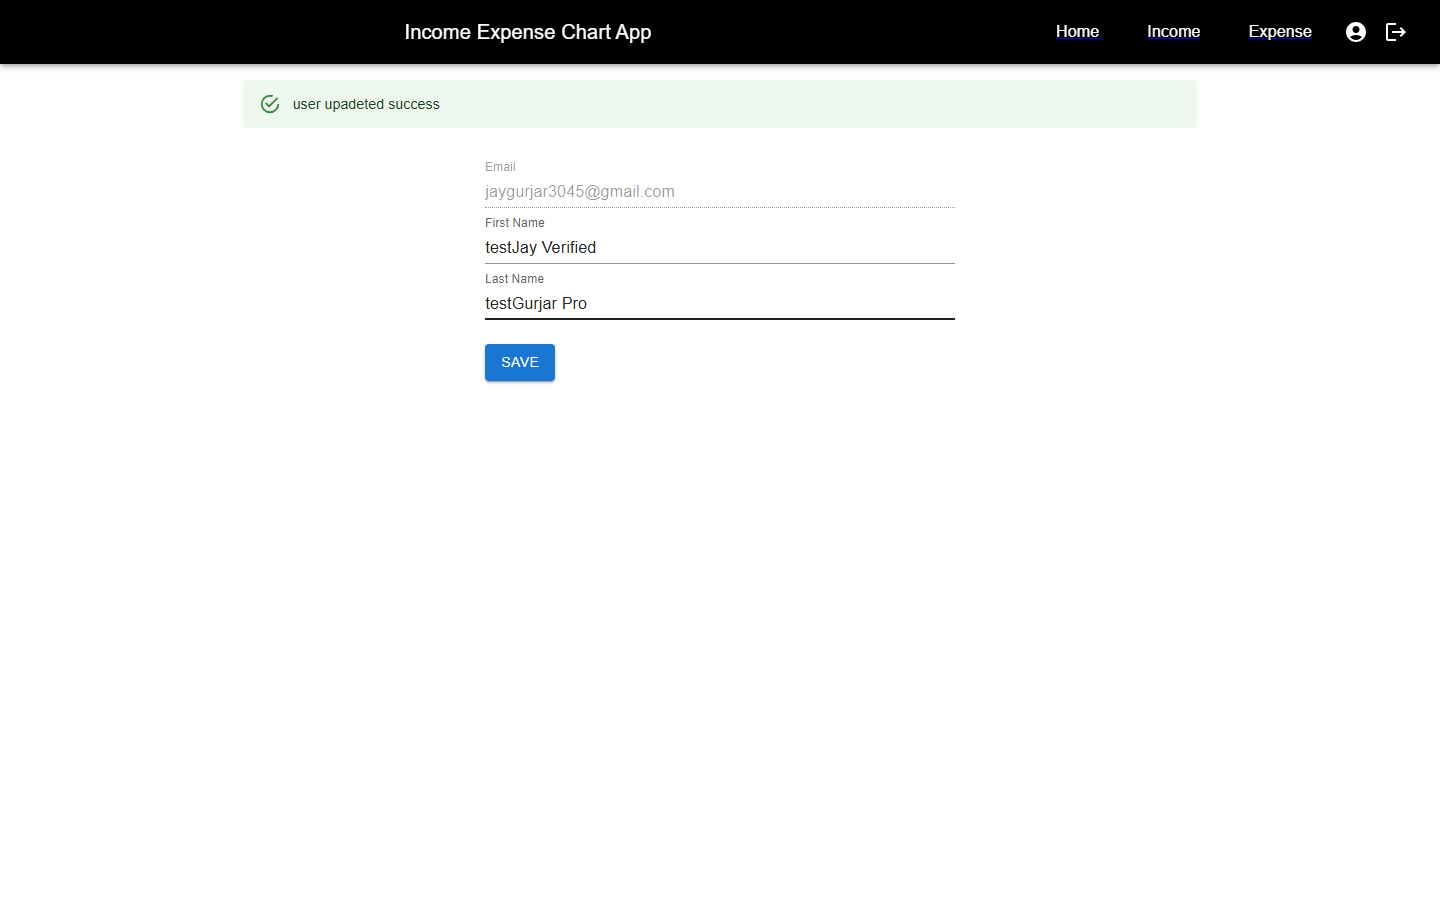 Income Expense Chart App Home Income Expense
user upadeted success
Email
jaygurjar3045@gmail.com
First Name
testJay Verified
Last Name
testGurjar Pro
SAVE